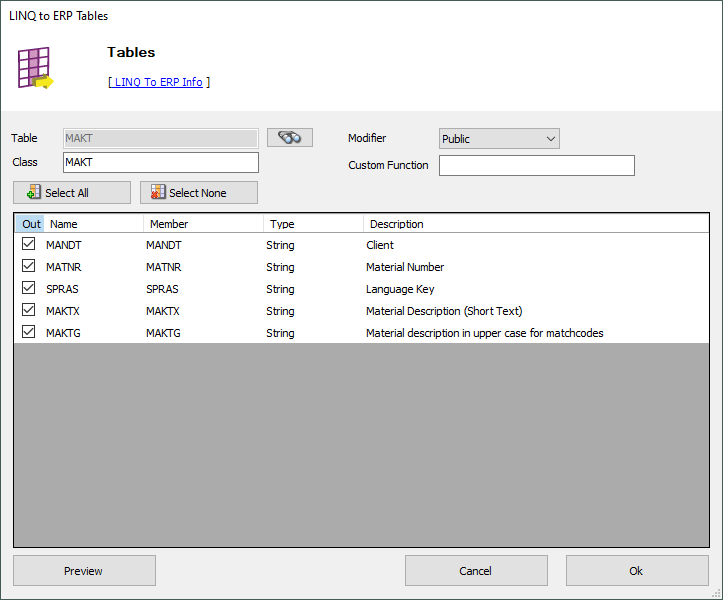 LINQ to ERP Tables
Tables
[ LINQ To ERP Info ]
Table MAKT Modifier Public
Class MAKT Custom Function
Select All Select None
Out Name Member Type Description
MANDT MANDT String Client
MATNR MATNR String Material Number
SPRAS SPRAS String Language Key
MAKTX MAKTX String Material Description (Short Text)
MAKTG MAKTG String Material description in upper case for matchcodes
Preview Cancel Ok